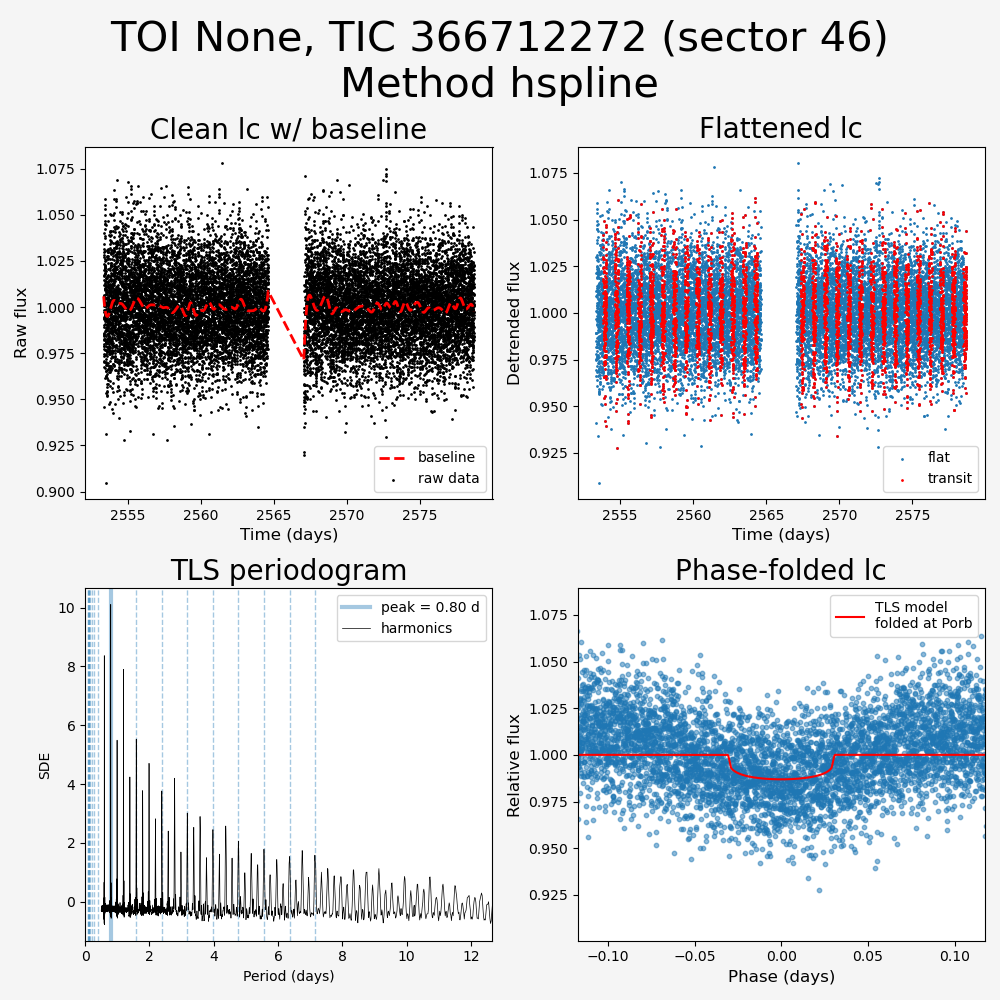 TOI None, TIC 366712272 (sector 46)
Method hspline
Clean lc w/ baseline
Flattened lc
1.075
1.050
1.025
1.000
0.975
0.950
0.925
0.900
Raw flux
baseline
raw data
2555
2560
2565
2570
2575
Time (days)
1.075
1.050
1.025
1.000
0.975
0.950
0.925
Detrended flux
flat
transit
2555
2560
2565
2570
2575
Time (days)
TLS periodogram
Phase-folded lc
10
8
6
4
2
0
SDE
peak = 0.80 d
harmonics
0
2
4
6
8
10
12
Period (days)
1.075
1.050
1.025
1.000
0.975
0.950
0.925
Relative flux
TLS model
folded at Porb
−0.10
−0.05
0.00
0.05
0.10
Phase (days)